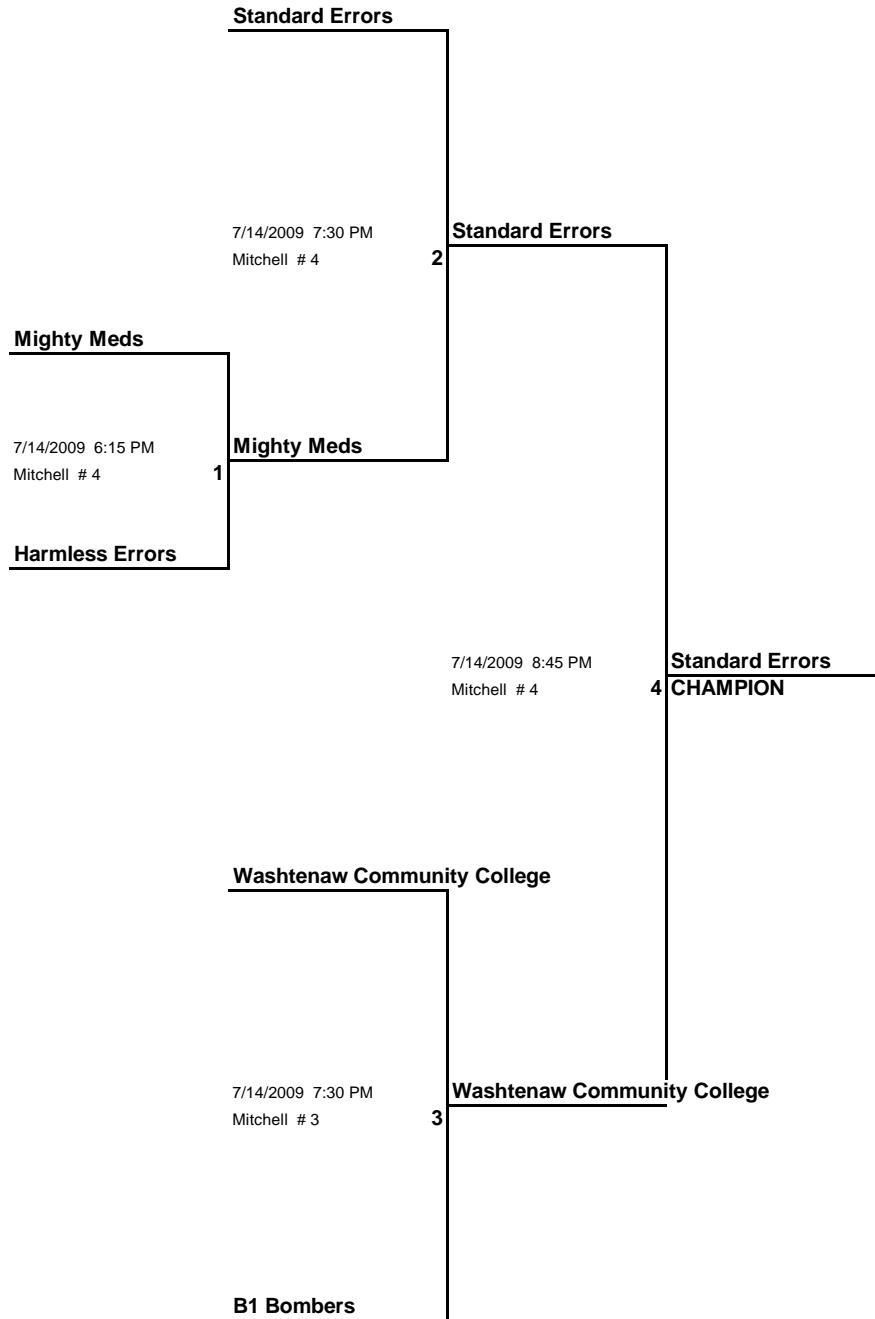 Standard Errors
7/14/2009 7:30 PM
Mitchell # 4
2
Standard Errors
Mighty Meds
7/14/2009 6:15 PM
Mitchell # 4
1
Mighty Meds
Harmless Errors
7/14/2009 8:45 PM
Mitchell # 4
4
Standard Errors
CHAMPION
Washtenaw Community College
7/14/2009 7:30 PM
Mitchell # 3
3
Washtenaw Community College
B1 Bombers